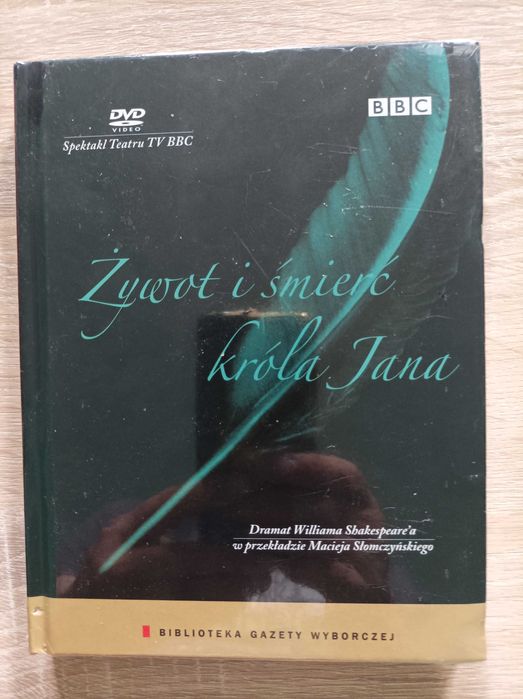 DVD
VIDEO
Spektakl Teatru TV BBC
BBC
Żywot i śmierć
króla Jana
Dramat Williama Shakespeare'a
w przekładzie Macieja Słomczyńskiego
BIBLIOTEKA GAZETY WYBORCZEJ